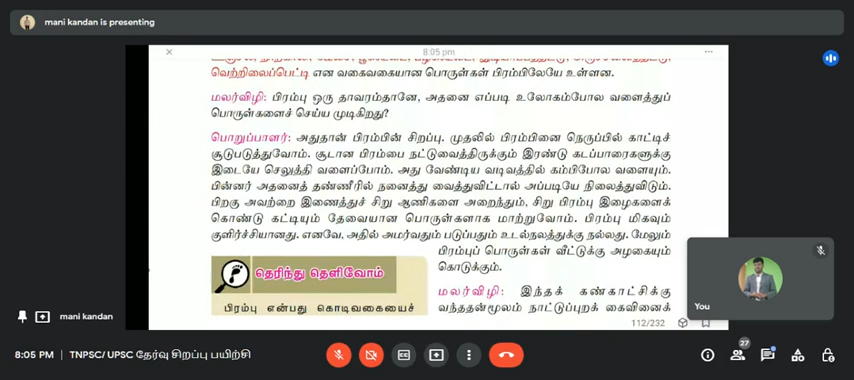 mani kandan is presenting
8:05 pm
வெற்றிலைப்பெட்டி என வகைவகையான பொருள்கள் பிரம்பிலேயே உள்ளன.
மலர்விழி: பிரம்பு ஒரு தாவரம்தானே, அதனை எப்படி உலோகம்போல வளைத்துப்
பொருள்களைச் செய்ய முடிகிறது?
பொறுப்பாளர்: அதுதான் பிரம்பின் சிறப்பு. முதலில் பிரம்பினை நெருப்பில் காட்டிச்
சூடுபடுத்துவோம். சூடான பிரம்பை நட்டுவைத்திருக்கும் இரண்டு கடப்பாரைகளுக்கு
இடையே செலுத்தி வளைப்போம். அது வேண்டிய வடிவத்தில் கம்பிபோல வளையும்.
பின்னர் அதனைத் தண்ணீரில் நனைத்து வைத்துவிட்டால் அப்படியே நிலைத்துவிடும்.
பிறகு அவற்றை இணைத்துச் சிறு ஆணிகளை அறைந்தும், சிறு பிரம்பு இழைகளைக்
கொண்டு கட்டியும் தேவையான பொருள்களாக மாற்றுவோம். பிரம்பு மிகவும்
குளிர்ச்சியானது. எனவே, அதில் அமர்வதும் படுப்பதும் உடல்நலத்துக்கு நல்லது. மேலும்
பிரம்புப் பொருள்கள் வீட்டுக்கு அழகையும்
கொடுக்கும்.
தெரிந்து தெளிவோம்
பிரம்பு என்பது கொடிவகையைச்
மலர்விழி: இந்தக் கண்காட்சிக்கு
வந்ததன்மூலம் நாட்டுப்புறக் கைவினைக்
112/232
You
mani kandan
8:05 PM | TNPSC/ UPSC தேர்வு சிறப்பு பயிற்சி
27